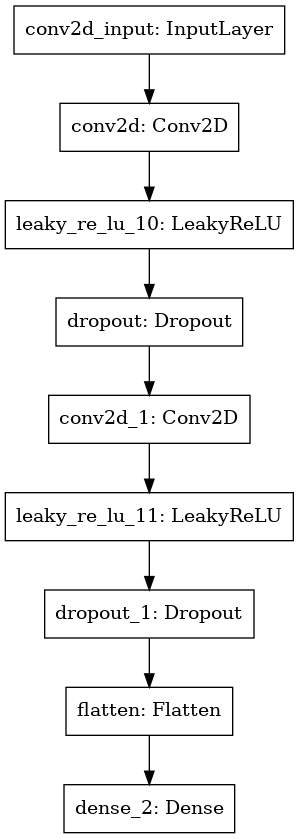 conv2d_input: InputLayer
conv2d: Conv2D
leaky_re_lu_10: LeakyReLU
dropout: Dropout
conv2d_1: Conv2D
leaky_re_lu_11: LeakyReLU
dropout_1: Dropout
flatten: Flatten
dense_2: Dense